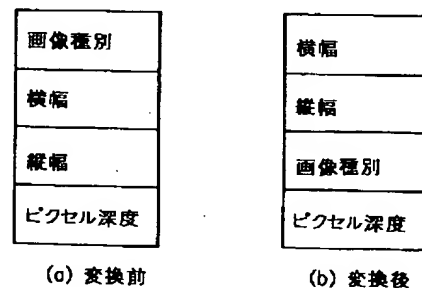 画像種別
横幅
縦幅
ピクセル深度
(a) 変換前
横幅
縦幅
画像種別
ピクセル深度
(b) 変換後